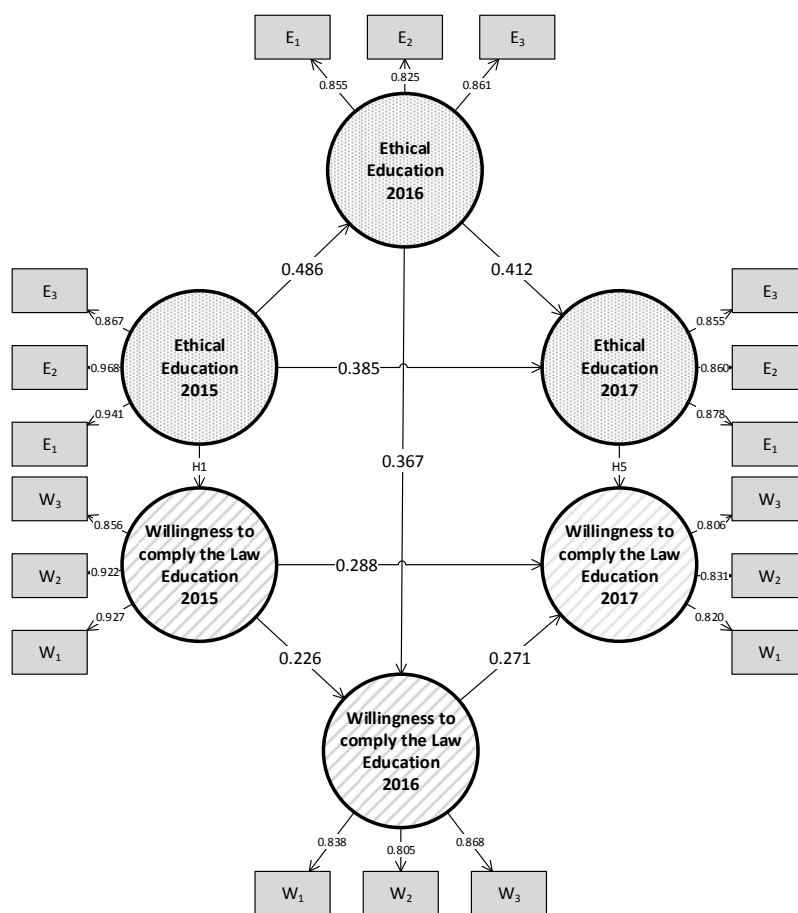 E₁ E₂ E₃
0.855 0.825 0.861
Ethical
Education
2016
0.486 0.412
E₃
0.867
E₂
0.968
E₁
0.941
Ethical
Education
2015
0.385
Ethical
Education
2017
E₃
0.855
E₂
0.860
E₁
0.878
H1
0.367
H5
W₃
0.856
W₂
0.922
W₁
0.927
Willingness to
comply the Law
Education
2015
0.288
Willingness to
comply the Law
Education
2017
W₃
0.806
W₂
0.831
W₁
0.820
0.226 0.271
Willingness to
comply the Law
Education
2016
0.838 0.805 0.868
W₁ W₂ W₃